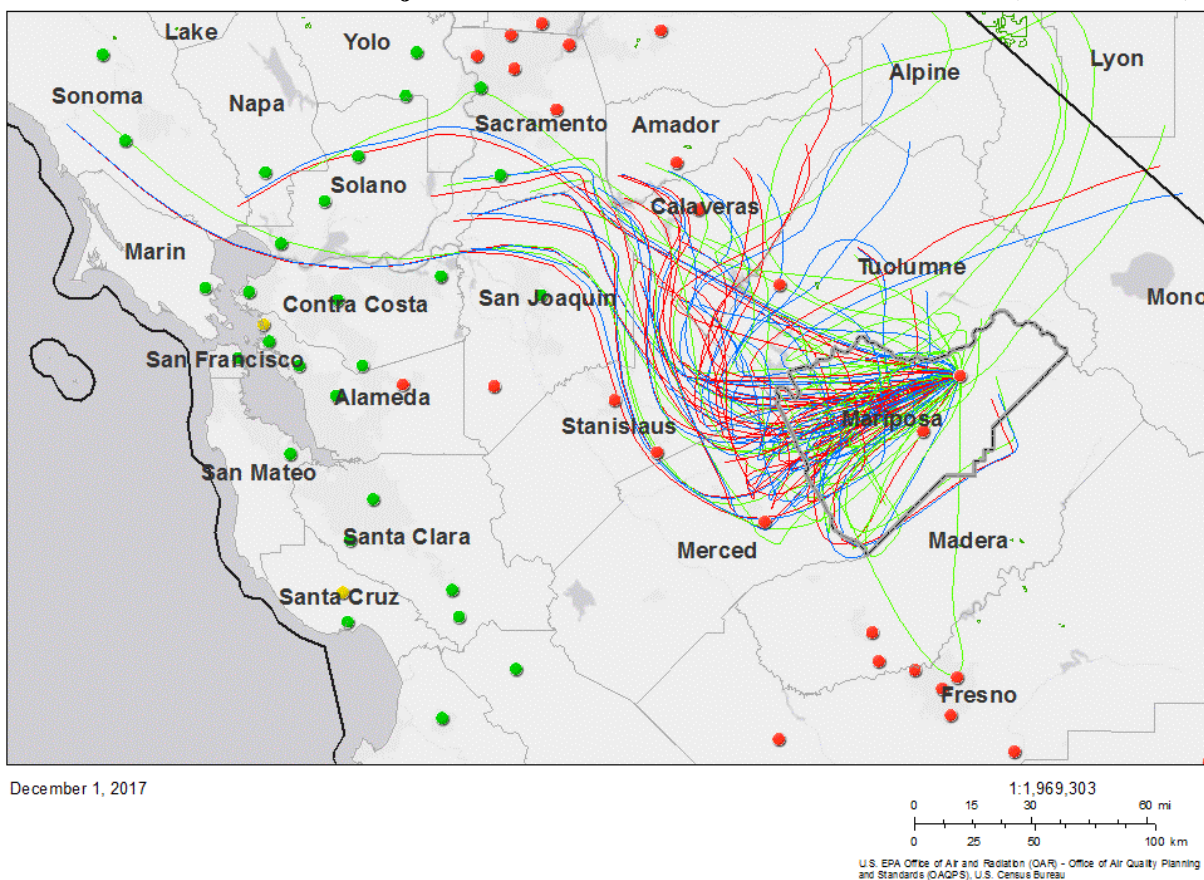 Lake
Yolo
Alpine
Lyon
Sonoma
Napa
Sacramento
Amador
Solano
Calaveras
Marin
Tuolumne
Contra Costa
San Joaquin
Mono
San Francisco
Alameda
Stanislaus
Mariposa
San Mateo
Santa Clara
Merced
Madera
Santa Cruz
Fresno
December 1, 2017
1:1,969,303
0 15 30 60 mi
0 25 50 100 km
U.S. EPA Office of Air and Radiation (OAR) - Office of Air Quality Planning
and Standards (OAQPS), U.S. Census Bureau